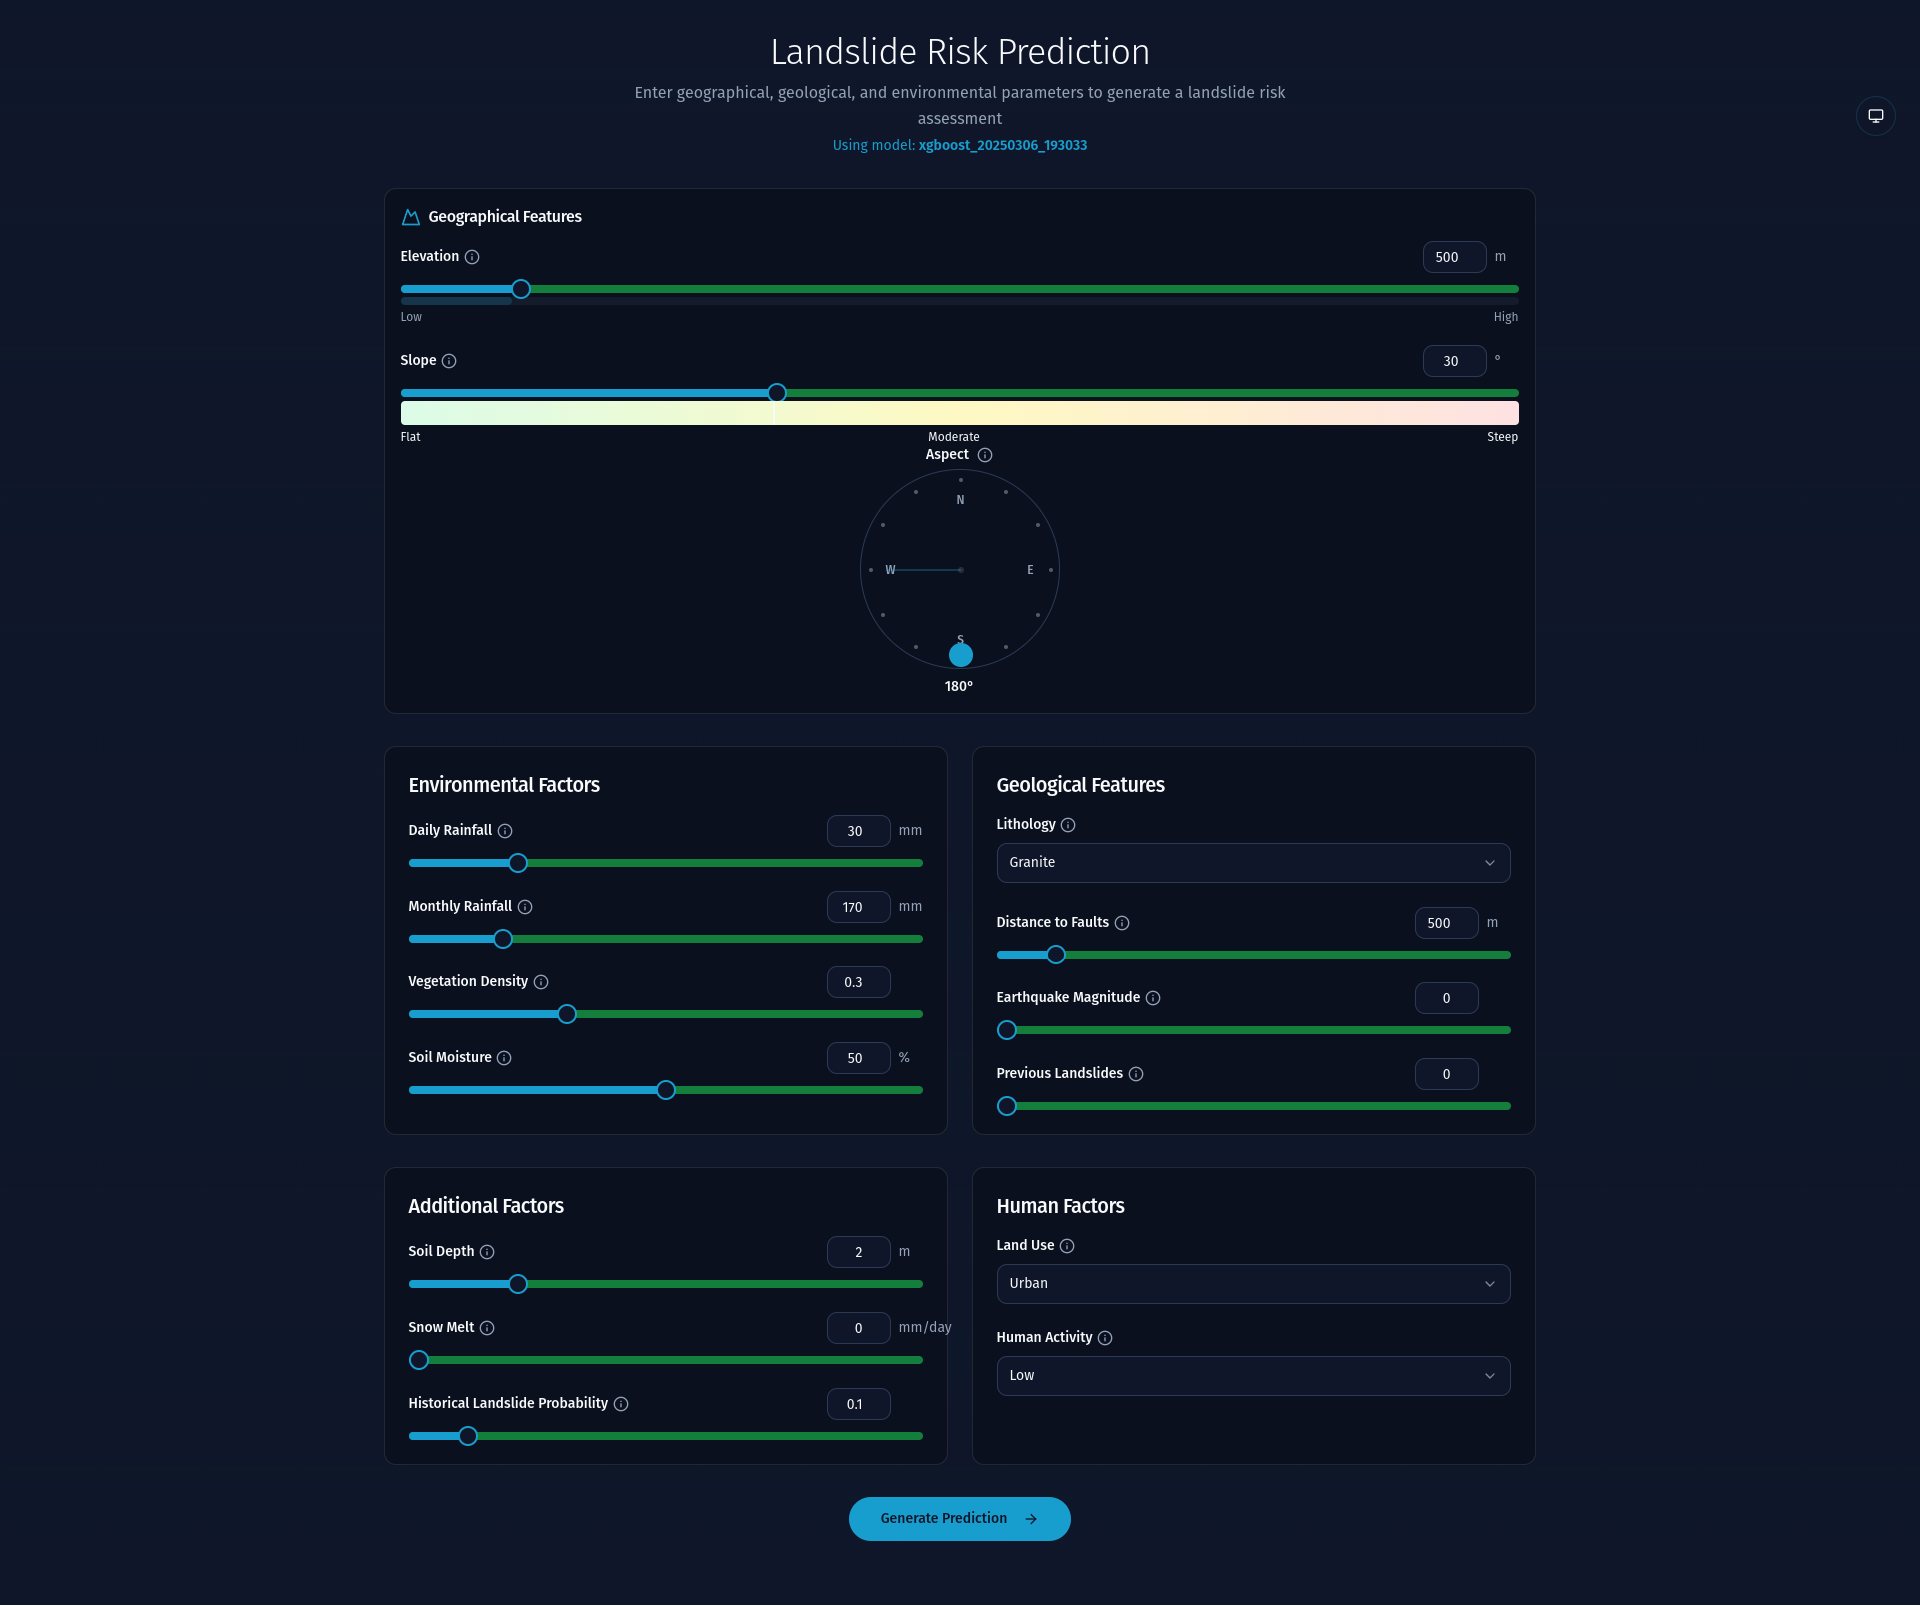 Landslide Risk Prediction
Enter geographical, geological, and environmental parameters to generate a landslide risk
assessment
Using model: xgboost_20250306_193033
Geographical Features
Elevation 500 m
Low High
Slope 30 °
Flat Moderate Steep
Aspect
N
W E
S
180°
Environmental Factors
Daily Rainfall 30 mm
Monthly Rainfall 170 mm
Vegetation Density 0.3
Soil Moisture 50 %
Geological Features
Lithology
Granite
Distance to Faults 500 m
Earthquake Magnitude 0
Previous Landslides 0
Additional Factors
Soil Depth 2 m
Snow Melt 0 mm/day
Historical Landslide Probability 0.1
Human Factors
Land Use
Urban
Human Activity
Low
Generate Prediction